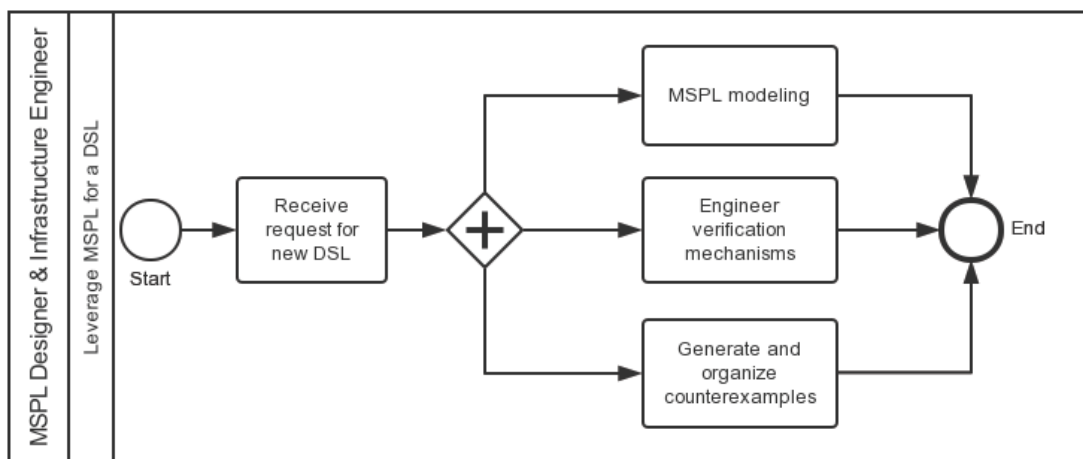 MSPL Designer & Infrastructure Engineer
Leverage MSPL for a DSL
Start
Receive
request for
new DSL
MSPL modeling
Engineer
verification
mechanisms
Generate and
organize
counterexamples
End